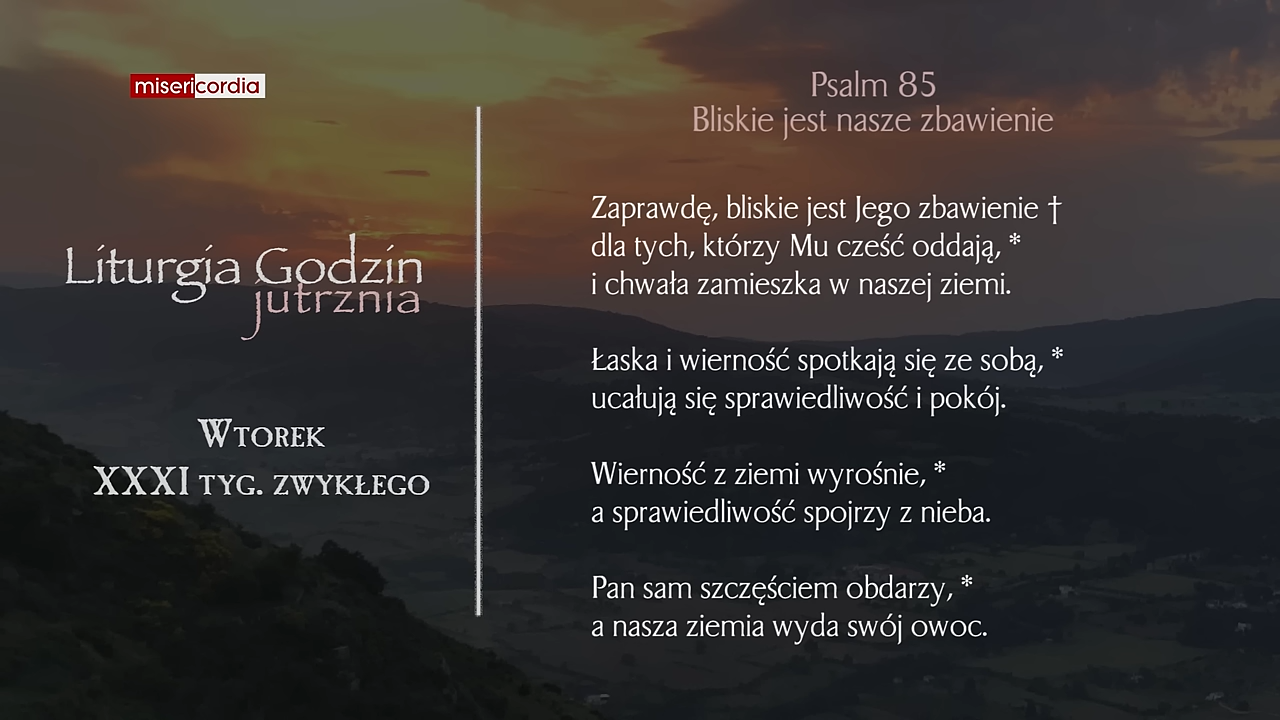 misericordia
Liturgia Godzin
jutrznia
Wtorek
XXXI tyg. zwykłego
Psalm 85
Bliskie jest nasze zbawienie
Zaprawdę, bliskie jest Jego zbawienie †
dla tych, którzy Mu cześć oddają, *
i chwała zamieszka w naszej ziemi.
Łaska i wierność spotkają się ze sobą, *
ucałują się sprawiedliwość i pokój.
Wierność z ziemi wyrośnie, *
a sprawiedliwość spojrzy z nieba.
Pan sam szczęściem obdarzy, *
a nasza ziemia wyda swój owoc.